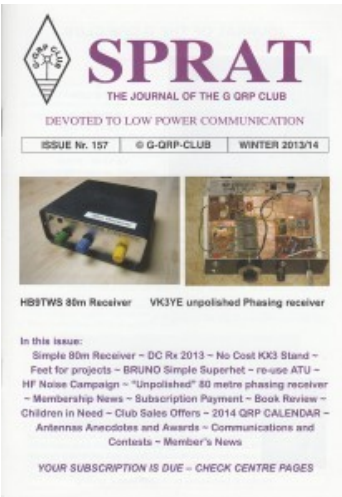 G QRP CLUB
SPRAT
THE JOURNAL OF THE G QRP CLUB
DEVOTED TO LOW POWER COMMUNICATION
ISSUE Nr. 157 © G-QRP-CLUB WINTER 2013/14
HB9TWS 80m Receiver VK3YE unpolished Phasing receiver
In this issue:
Simple 80m Receiver ~ DC Rx 2013 ~ No Cost KX3 Stand ~
Feet for projects ~ BRUNO Simple Superhet ~ re-use ATU ~
HF Noise Campaign ~ "Unpolished" 80 metre phasing receiver
~ Membership News ~ Subscription Payment ~ Book Review ~
Children in Need ~ Club Sales Offers ~ 2014 QRP CALENDAR ~
Antennas Anecdotes and Awards ~ Communications and
Contests ~ Member's News
YOUR SUBSCRIPTION IS DUE – CHECK CENTRE PAGES